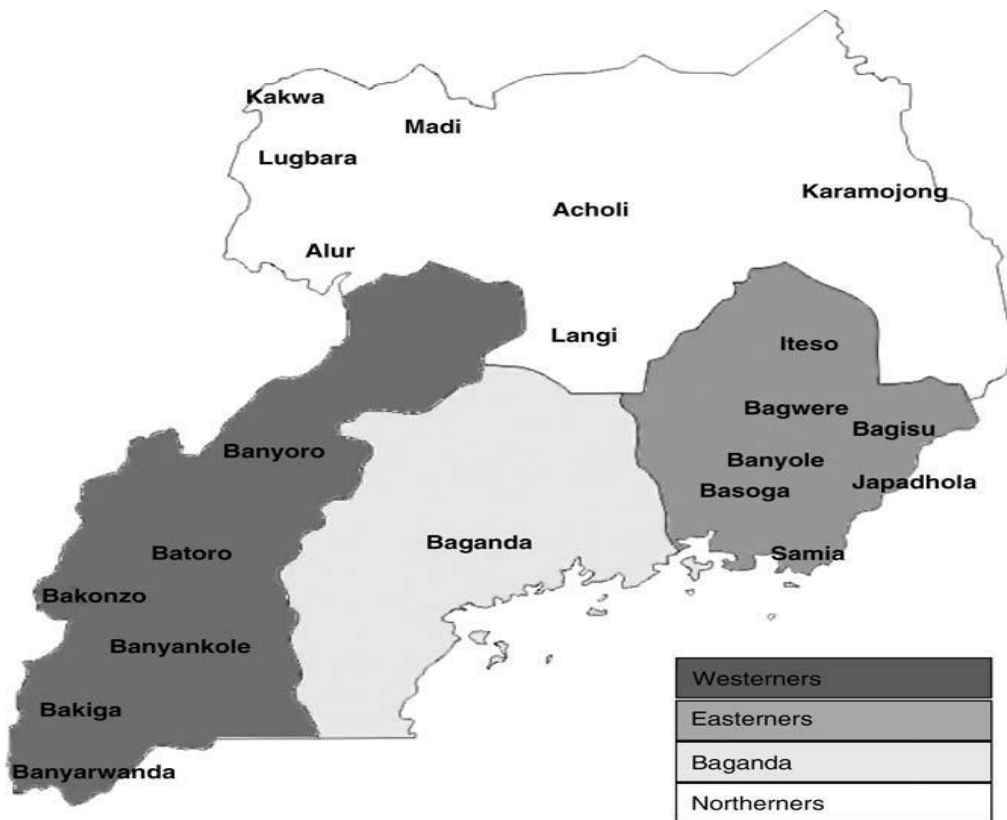 Kakwa
Madi
Lugbara
Karamojong
Acholi
Alur
Langi
Iteso
Bagwere
Bagisu
Banyoro
Banyole
Japadhola
Basoga
Baganda
Batoro
Samia
Bakonzo
Banyankole
Bakiga
Banyarwanda
Westerners
Easterners
Baganda
Northerners